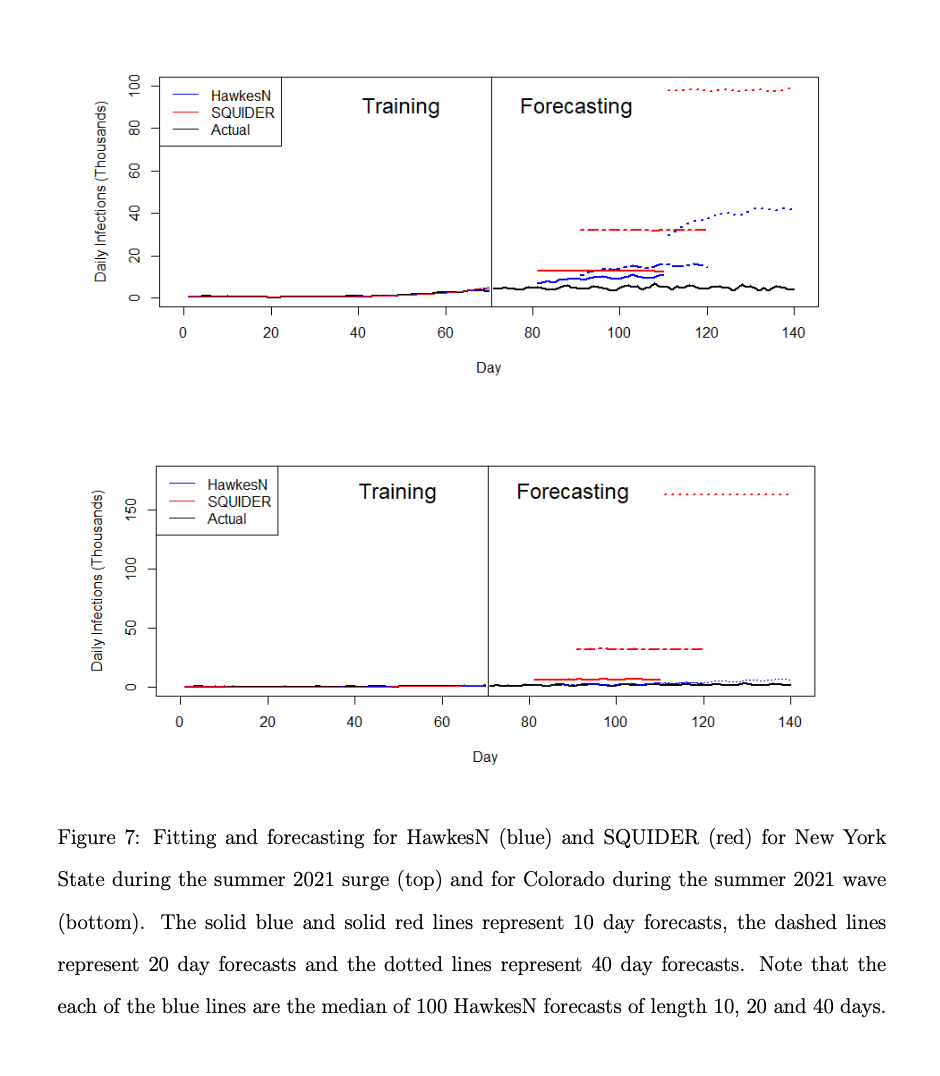 Daily Infections (Thousands)
100
80
60
40
20
0
HawkesN
SQUIDER
Actual
Training
Forecasting
0 20 40 60 80 100 120 140
Day
Daily Infections (Thousands)
150
100
50
0
HawkesN
SQUIDER
Actual
Training
Forecasting
0 20 40 60 80 100 120 140
Day
Figure 7: Fitting and forecasting for HawkesN (blue) and SQUIDER (red) for New York
State during the summer 2021 surge (top) and for Colorado during the summer 2021 wave
(bottom). The solid blue and solid red lines represent 10 day forecasts, the dashed lines
represent 20 day forecasts and the dotted lines represent 40 day forecasts. Note that the
each of the blue lines are the median of 100 HawkesN forecasts of length 10, 20 and 40 days.